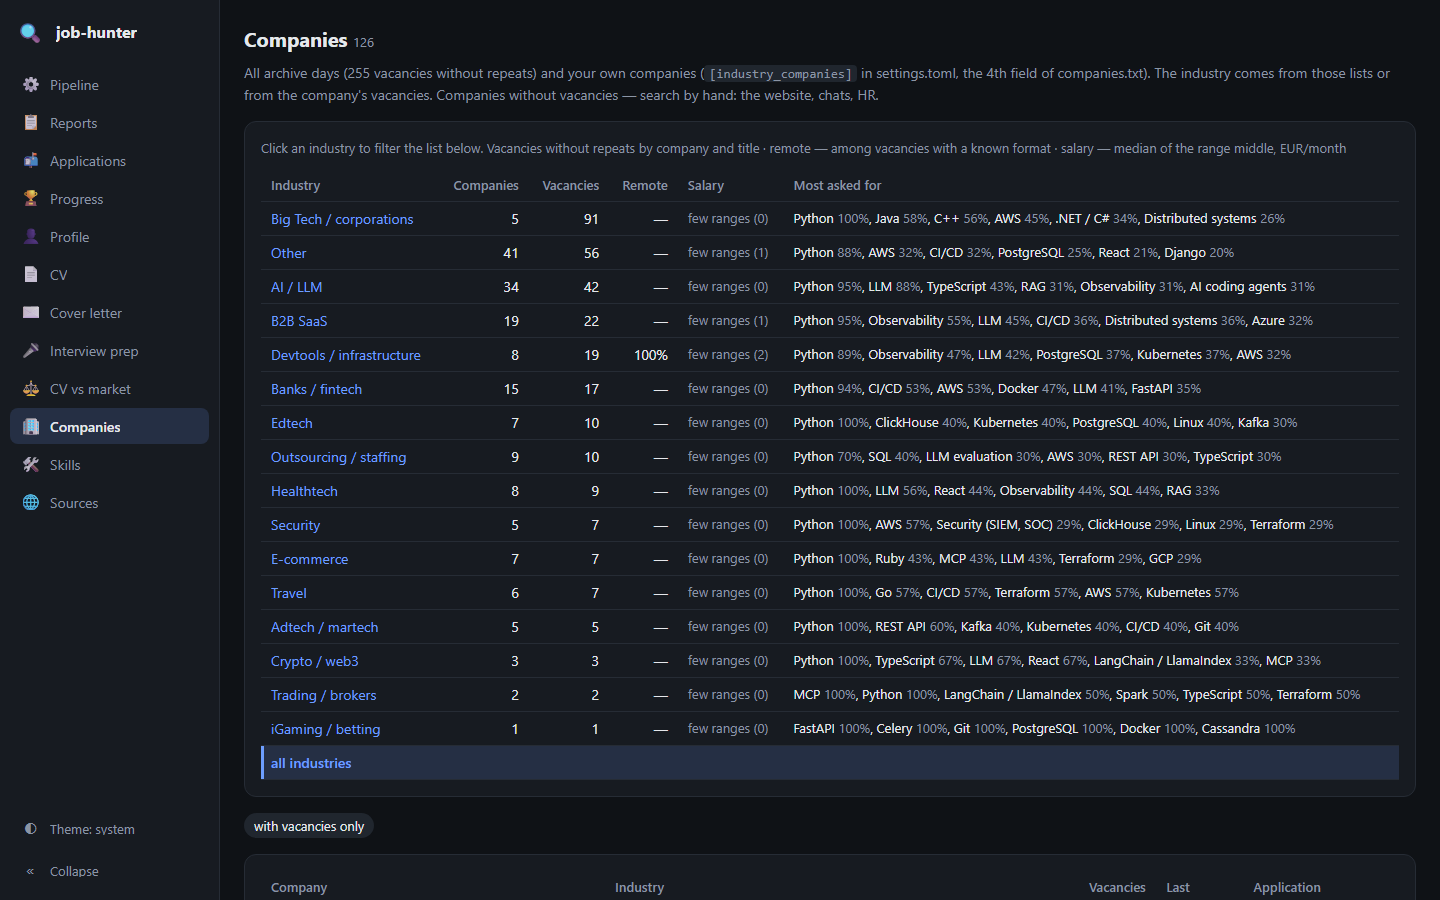 job-hunter
Pipeline
Reports
Applications
Progress
Profile
CV
Cover letter
Interview prep
CV vs market
Companies
Skills
Sources
Theme: system
« Collapse
Companies 126
All archive days (255 vacancies without repeats) and your own companies ( [industry_companies] in settings.toml, the 4th field of companies.txt). The industry comes from those lists or
from the company's vacancies. Companies without vacancies — search by hand: the website, chats, HR.
Click an industry to filter the list below. Vacancies without repeats by company and title · remote — among vacancies with a known format · salary — median of the range middle, EUR/month
Industry Companies Vacancies Remote Salary Most asked for
Big Tech / corporations 5 91 — few ranges (0) Python 100%, Java 58%, C++ 56%, AWS 45%, .NET / C# 34%, Distributed systems 26%
Other 41 56 — few ranges (1) Python 88%, AWS 32%, CI/CD 32%, PostgreSQL 25%, React 21%, Django 20%
AI / LLM 34 42 — few ranges (0) Python 95%, LLM 88%, TypeScript 43%, RAG 31%, Observability 31%, AI coding agents 31%
B2B SaaS 19 22 — few ranges (1) Python 95%, Observability 55%, LLM 45%, CI/CD 36%, Distributed systems 36%, Azure 32%
Devtools / infrastructure 8 19 100% few ranges (2) Python 89%, Observability 47%, LLM 42%, PostgreSQL 37%, Kubernetes 37%, AWS 32%
Banks / fintech 15 17 — few ranges (0) Python 94%, CI/CD 53%, AWS 53%, Docker 47%, LLM 41%, FastAPI 35%
Edtech 7 10 — few ranges (0) Python 100%, ClickHouse 40%, Kubernetes 40%, PostgreSQL 40%, Linux 40%, Kafka 30%
Outsourcing / staffing 9 10 — few ranges (0) Python 70%, SQL 40%, LLM evaluation 30%, AWS 30%, REST API 30%, TypeScript 30%
Healthtech 8 9 — few ranges (0) Python 100%, LLM 56%, React 44%, Observability 44%, SQL 44%, RAG 33%
Security 5 7 — few ranges (0) Python 100%, AWS 57%, Security (SIEM, SOC) 29%, ClickHouse 29%, Linux 29%, Terraform 29%
E-commerce 7 7 — few ranges (0) Python 100%, Ruby 43%, MCP 43%, LLM 43%, Terraform 29%, GCP 29%
Travel 6 7 — few ranges (0) Python 100%, Go 57%, CI/CD 57%, Terraform 57%, AWS 57%, Kubernetes 57%
Adtech / martech 5 5 — few ranges (0) Python 100%, REST API 60%, Kafka 40%, Kubernetes 40%, CI/CD 40%, Git 40%
Crypto / web3 3 3 — few ranges (0) Python 100%, TypeScript 67%, LLM 67%, React 67%, LangChain / LlamaIndex 33%, MCP 33%
Trading / brokers 2 2 — few ranges (0) MCP 100%, Python 100%, LangChain / LlamaIndex 50%, Spark 50%, TypeScript 50%, Terraform 50%
iGaming / betting 1 1 — few ranges (0) FastAPI 100%, Celery 100%, Git 100%, PostgreSQL 100%, Docker 100%, Cassandra 100%
all industries
with vacancies only
Company Industry Vacancies Last Application